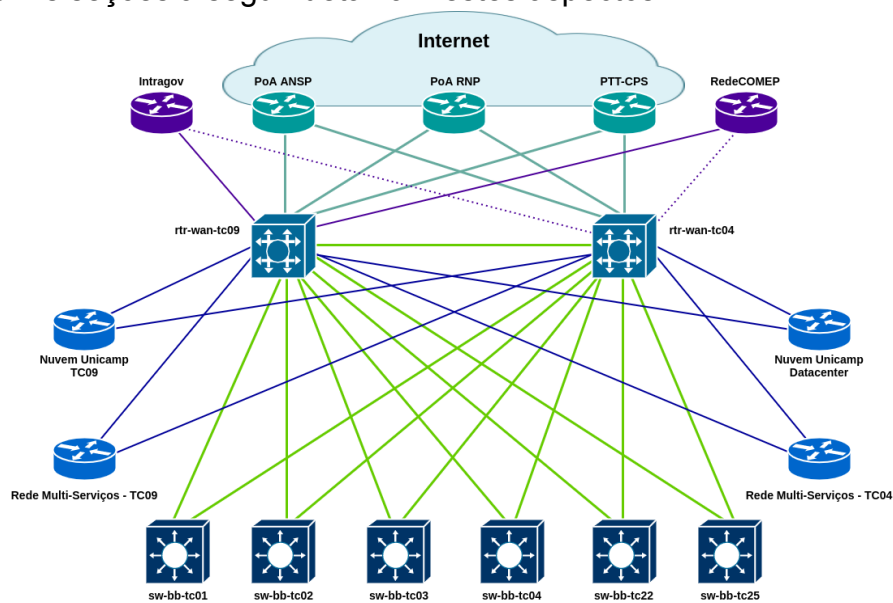 Internet
Intragov
PoA ANSP
PoA RNP
PTT-CPS
RedeCOMEP
rtr-wan-tc09
rtr-wan-tc04
Nuvem Unicamp
TC09
Nuvem Unicamp
Datacenter
Rede Multi-Serviços - TC09
Rede Multi-Serviços - TC04
sw-bb-tc01
sw-bb-tc02
sw-bb-tc03
sw-bb-tc04
sw-bb-tc22
sw-bb-tc25